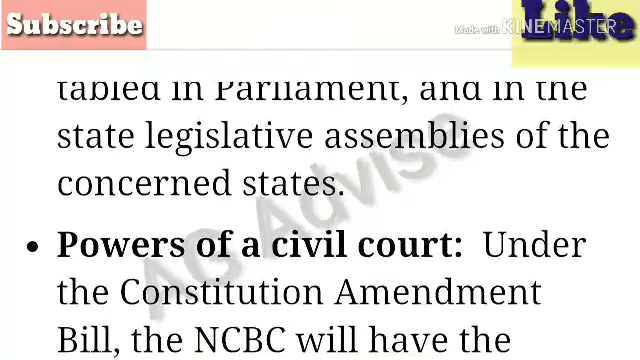 Subscribe
Made with KINEMASTER
Like
tabled in Parliament, and in the
state legislative assemblies of the
concerned states.
AG Advise
• Powers of a civil court: Under
the Constitution Amendment
Bill, the NCBC will have the